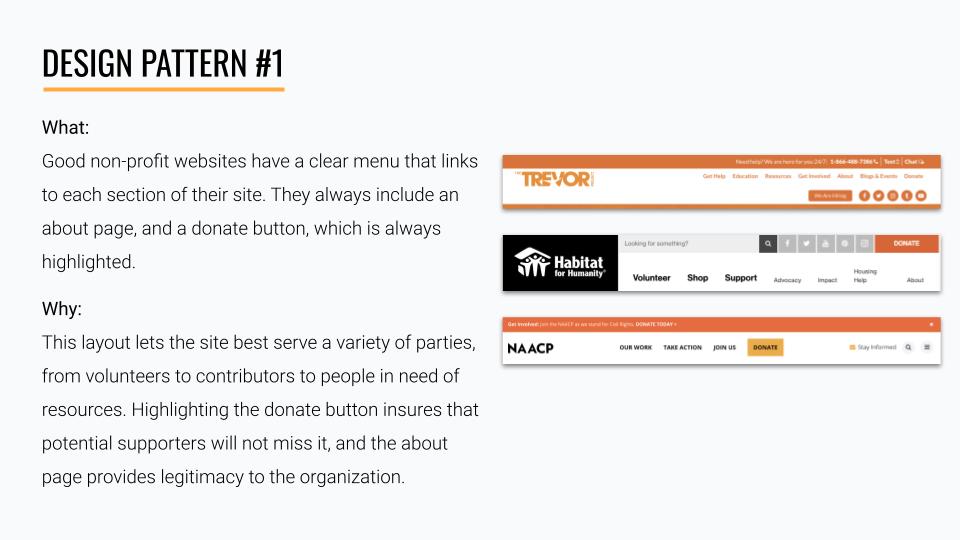 DESIGN PATTERN #1
What:
Good non-profit websites have a clear menu that links
to each section of their site. They always include an
about page, and a donate button, which is always
highlighted.
Why:
This layout lets the site best serve a variety of parties,
from volunteers to contributors to people in need of
resources. Highlighting the donate button insures that
potential supporters will not miss it, and the about
page provides legitimacy to the organization.
Need help? We are here for you 24/7: 1-866-488-7386 Text Chat
THE TREVOR
Get Help Education Resources Get Involved About Blogs & Events Donate
We Are Hiring
Habitat
for Humanity®
Looking for something? DONATE
Volunteer Shop Support Advocacy Impact Housing Help About
Get Involved: Join the NAACP as we stand for Civil Rights. DONATE TODAY >
NAACP OUR WORK TAKE ACTION JOIN US DONATE Stay Informed